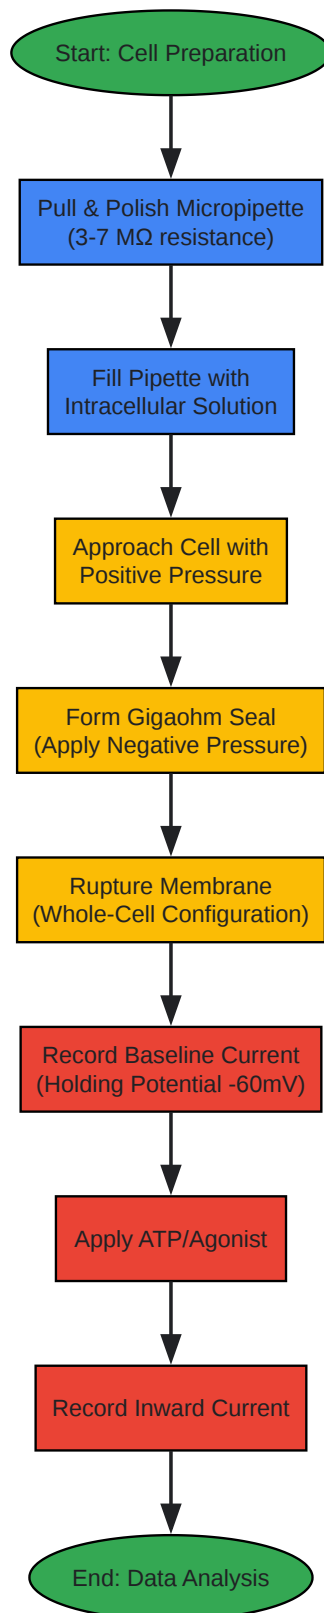 Start: Cell Preparation
Pull & Polish Micropipette
(3-7 MΩ resistance)
Fill Pipette with
Intracellular Solution
Approach Cell with
Positive Pressure
Form Gigaohm Seal
(Apply Negative Pressure)
Rupture Membrane
(Whole-Cell Configuration)
Record Baseline Current
(Holding Potential -60mV)
Apply ATP/Agonist
Record Inward Current
End: Data Analysis